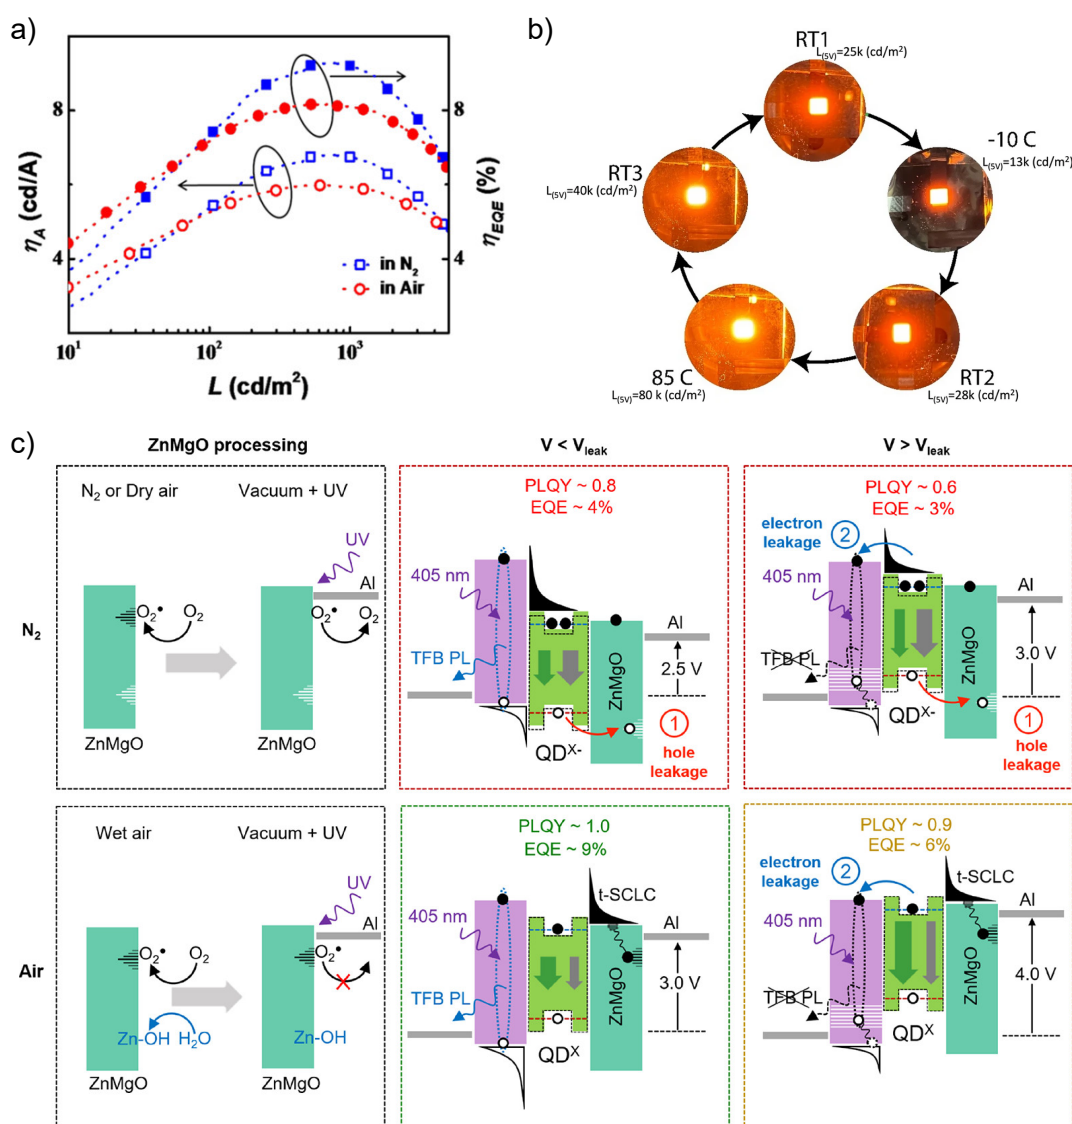 a)
η_A (cd/A)
8
4
8
4
η_EQE (%)
in N₂
in Air
10¹
10²
10³
L (cd/m²)
b)
RT1
L(5V)=25k (cd/m²)
-10 C
L(5V)=13k (cd/m²)
RT3
L(5V)=40k (cd/m²)
85 C
L(5V)=80 k (cd/m²)
RT2
L(5V)=28k (cd/m²)
c)
ZnMgO processing
V < Vleak
V > Vleak
N₂
N₂ or Dry air
Vacuum + UV
UV
Al
O₂•
O₂
O₂•
O₂
ZnMgO
ZnMgO
PLQY ~ 0.8
EQE ~ 4%
405 nm
TFB PL
Al
ZnMgO
2.5 V
QDX-
1
hole
leakage
PLQY ~ 0.6
EQE ~ 3%
electron
leakage
2
405 nm
TFB PL
Al
ZnMgO
3.0 V
QDX-
1
hole
leakage
Air
Wet air
Vacuum + UV
UV
Al
O₂•
O₂
O₂•
Zn-OH
H₂O
Zn-OH
ZnMgO
ZnMgO
PLQY ~ 1.0
EQE ~ 9%
t-SCLC
405 nm
TFB PL
Al
ZnMgO
3.0 V
QDX
PLQY ~ 0.9
EQE ~ 6%
electron
leakage
2
t-SCLC
405 nm
TFB PL
Al
ZnMgO
4.0 V
QDX